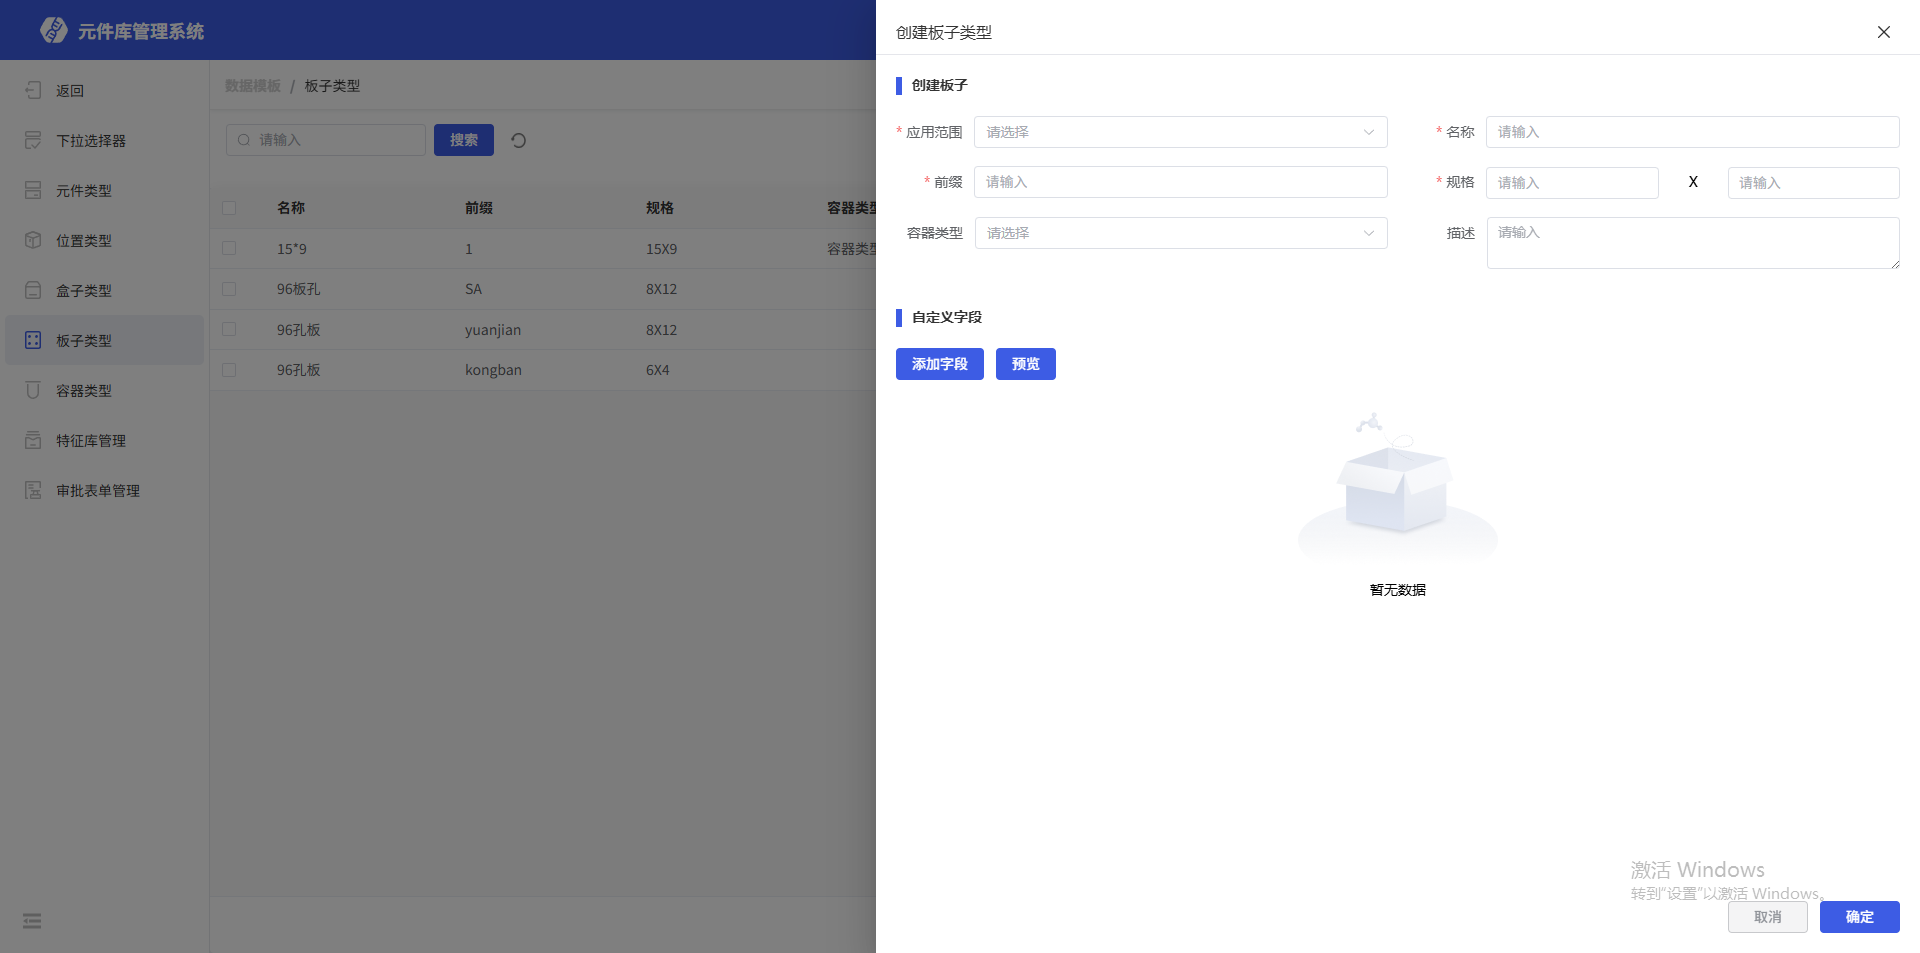 元件库管理系统
返回
下拉选择器
元件类型
位置类型
盒子类型
板子类型
容器类型
特征库管理
审批表单管理
数据模板 / 板子类型
请输入 搜索
名称 前缀 规格 容器类型
15*9 1 15X9 容器类型
96板孔 SA 8X12
96孔板 yuanjian 8X12
96孔板 kongban 6X4
创建板子类型
创建板子
* 应用范围 请选择 * 名称 请输入
* 前缀 请输入 * 规格 请输入 X 请输入
容器类型 请选择 描述 请输入
自定义字段
添加字段 预览
暂无数据
激活 Windows
转到“设置”以激活 Windows。
取消 确定